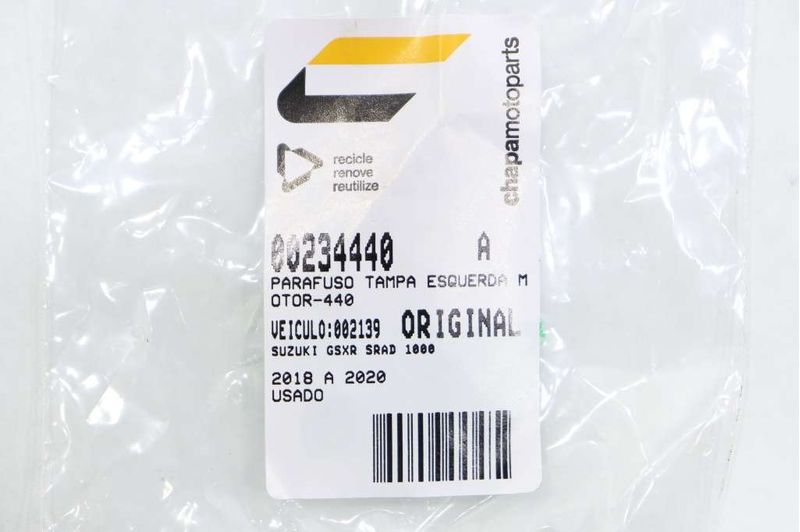 chapamotoparts
recicle
renove
reutilize
00234440 A
PARAFUSO TAMPA ESQUERDA M
OTOR-440
VEICULO:002139 ORIGINAL
SUZUKI GSXR SRAD 1000
2018 A 2020
USADO